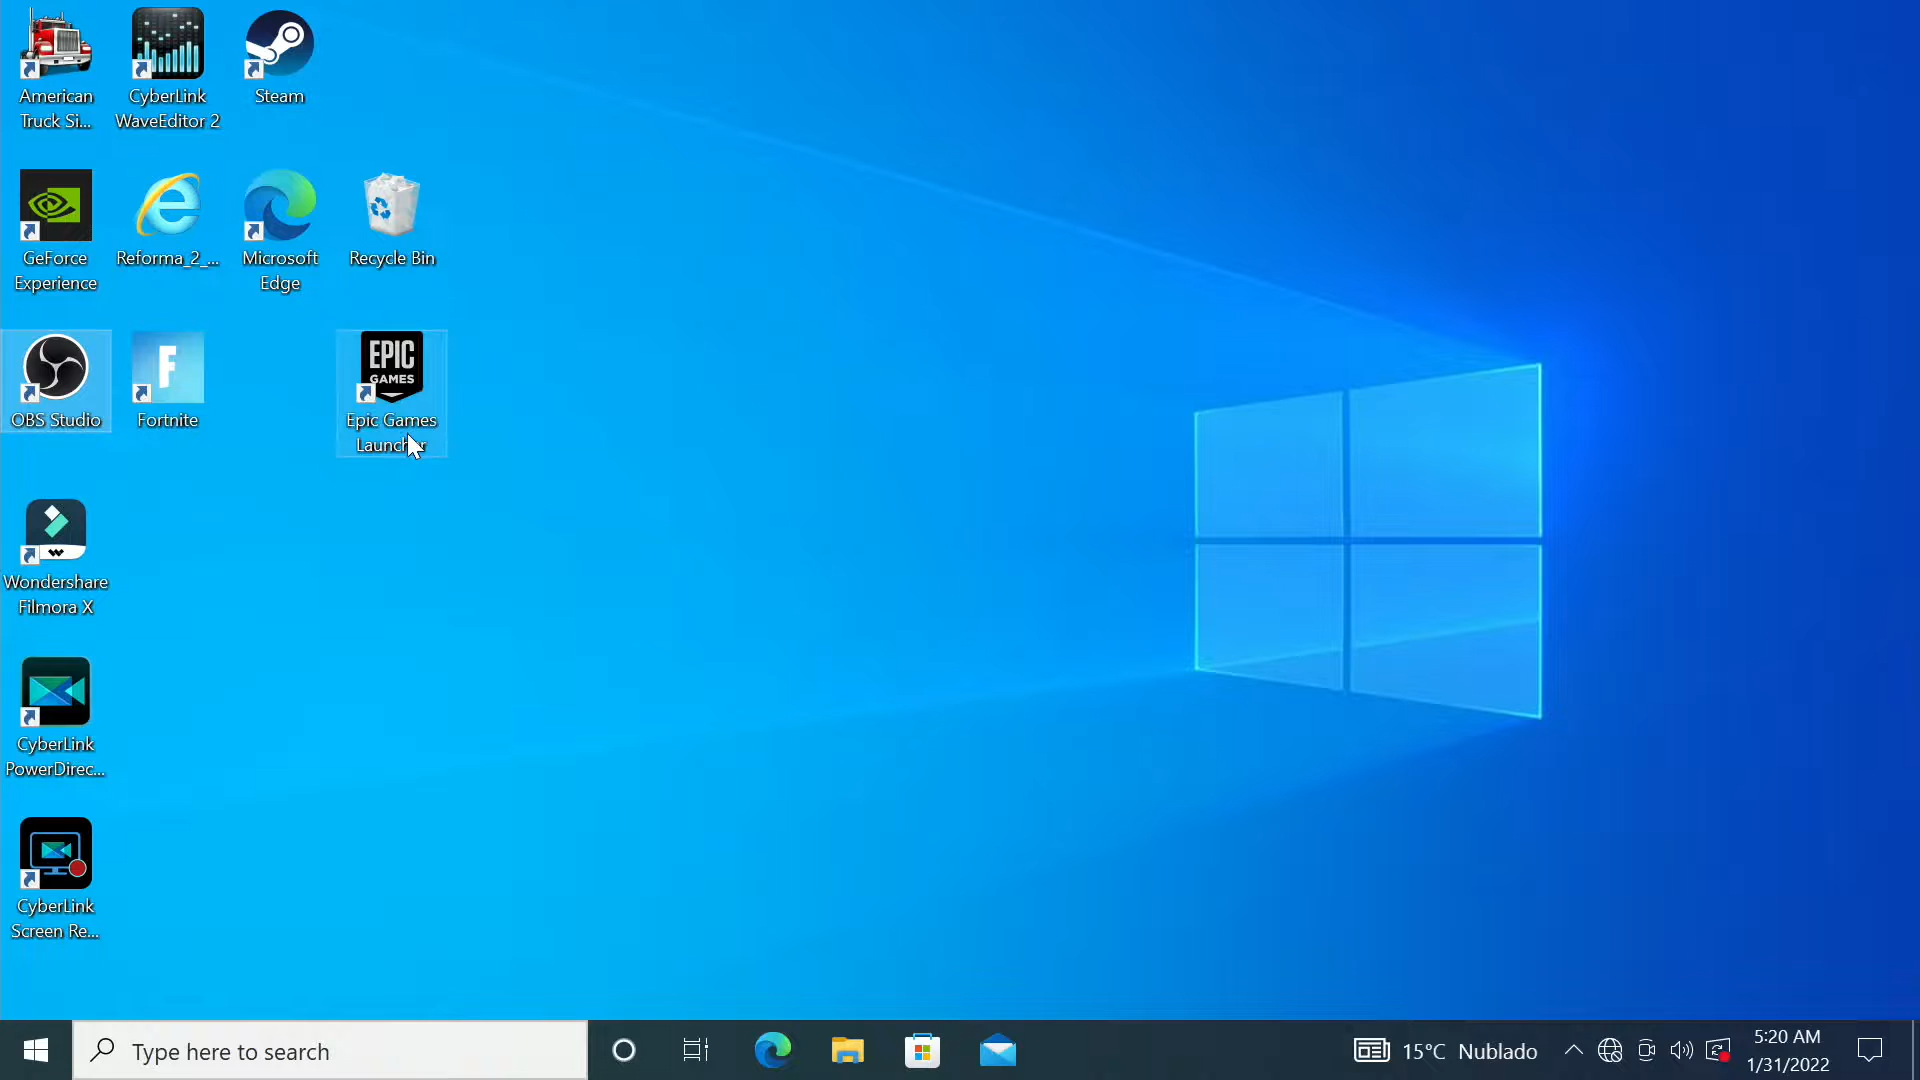 American
Truck Si...
CyberLink
WaveEditor 2
Steam
GeForce
Experience
Reforma_2_...
Microsoft
Edge
Recycle Bin
OBS Studio
F
Fortnite
EPIC
GAMES
Epic Games
Launcher
Wondershare
Filmora X
CyberLink
PowerDirec...
CyberLink
Screen Re...
Type here to search
15°C Nublado
5:20 AM
1/31/2022